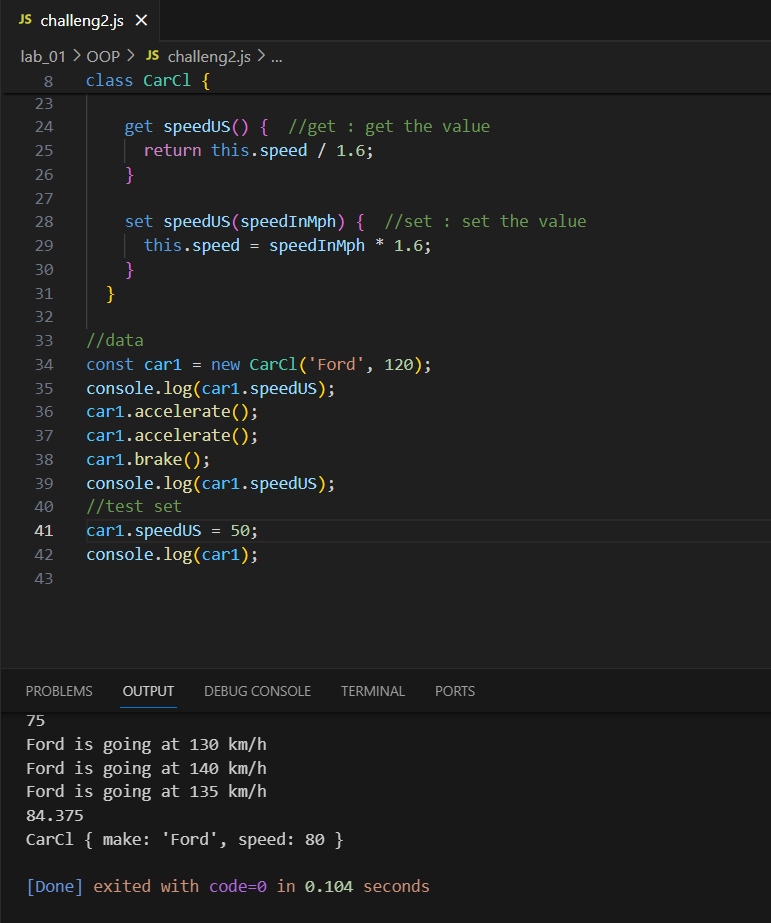 JS challeng2.js ×
lab_01 > OOP > JS challeng2.js > ...
8 class CarCl {
23
24 get speedUS() { //get : get the value
25 return this.speed / 1.6;
26 }
27
28 set speedUS(speedInMph) { //set : set the value
29 this.speed = speedInMph * 1.6;
30 }
31 }
32
33 //data
34 const car1 = new CarCl('Ford', 120);
35 console.log(car1.speedUS);
36 car1.accelerate();
37 car1.accelerate();
38 car1.brake();
39 console.log(car1.speedUS);
40 //test set
41 car1.speedUS = 50;
42 console.log(car1);
43
PROBLEMS OUTPUT DEBUG CONSOLE TERMINAL PORTS
75
Ford is going at 130 km/h
Ford is going at 140 km/h
Ford is going at 135 km/h
84.375
CarCl { make: 'Ford', speed: 80 }
[Done] exited with code=0 in 0.104 seconds